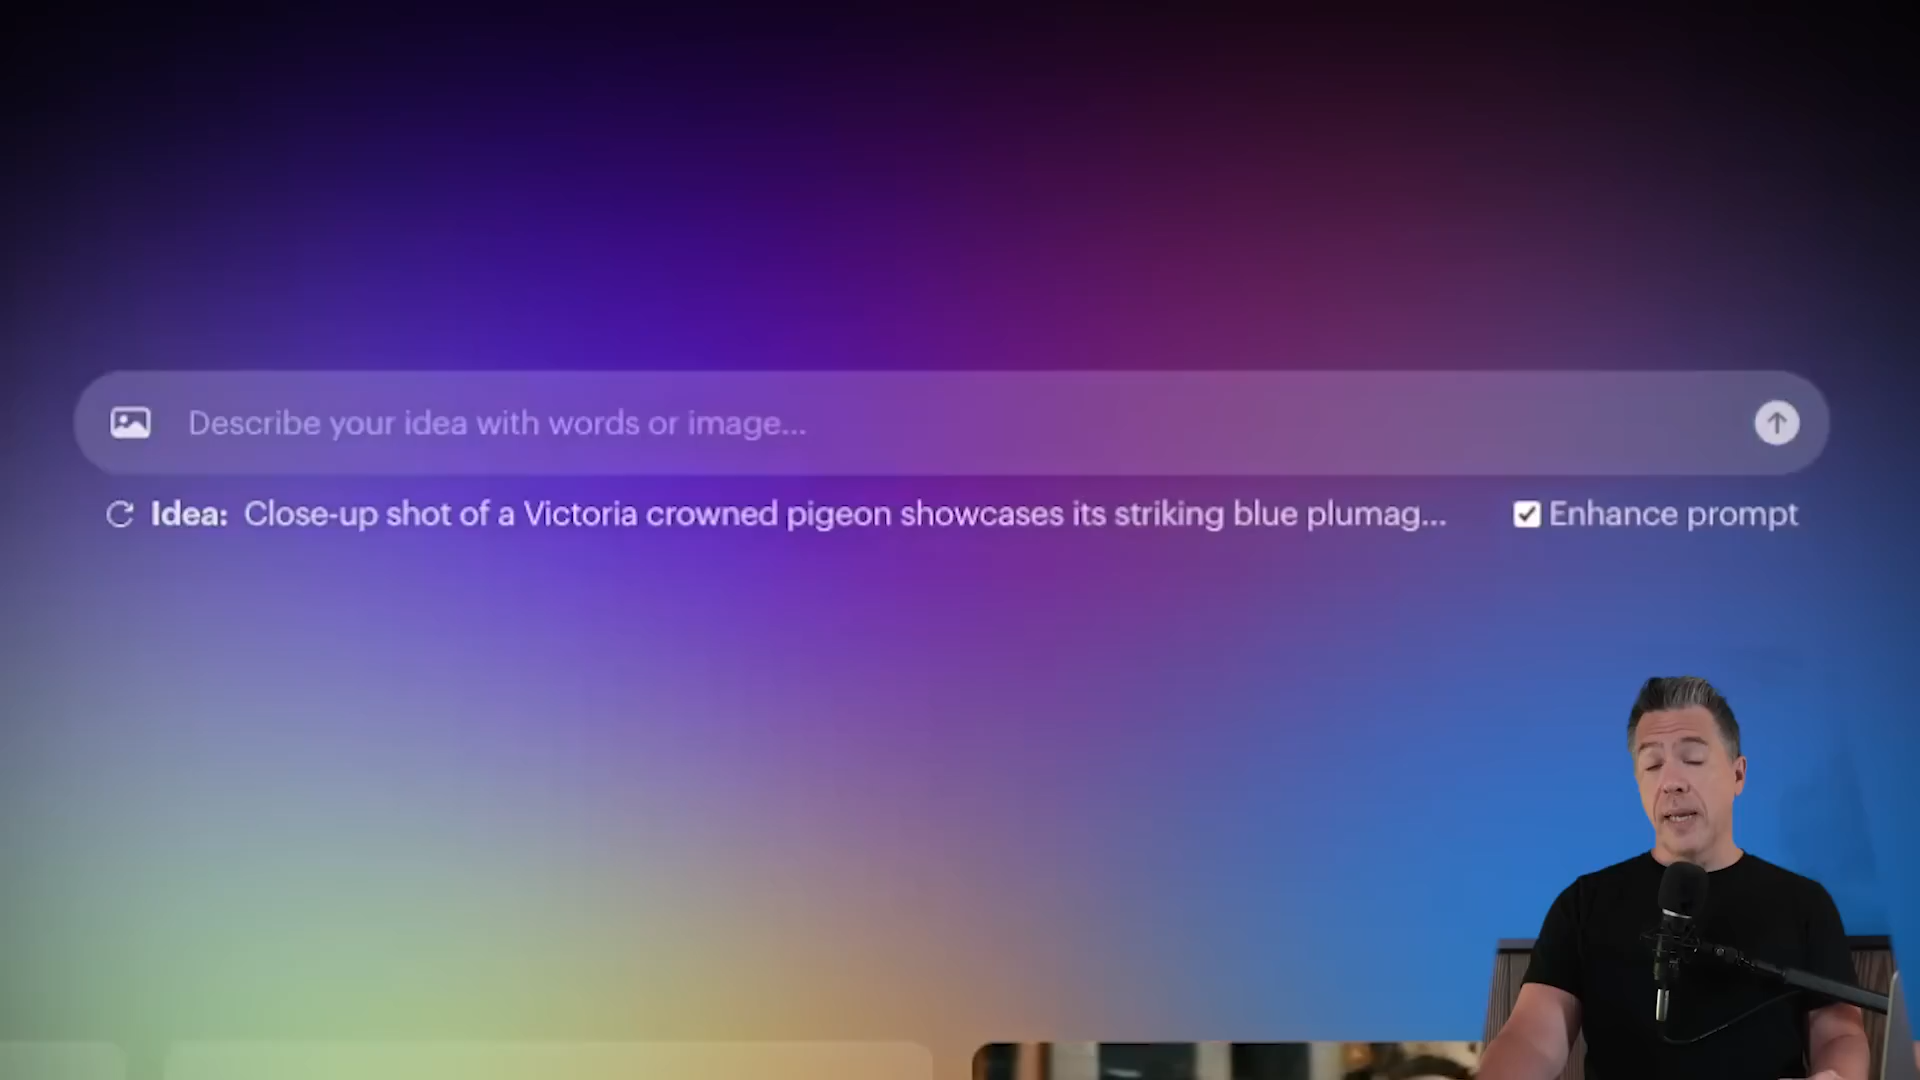 Describe your idea with words or image...
Idea: Close-up shot of a Victoria crowned pigeon showcases its striking blue plumag... Enhance prompt